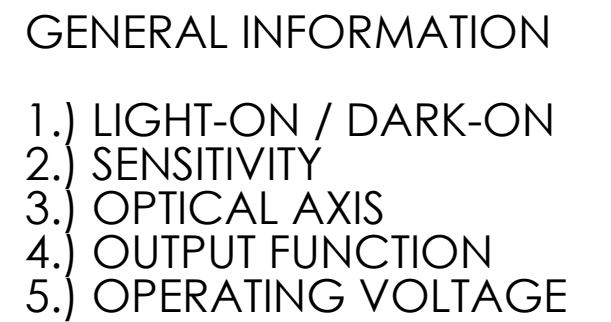 GENERAL INFORMATION
1.) LIGHT-ON / DARK-ON
2.) SENSITIVITY
3.) OPTICAL AXIS
4.) OUTPUT FUNCTION
5.) OPERATING VOLTAGE